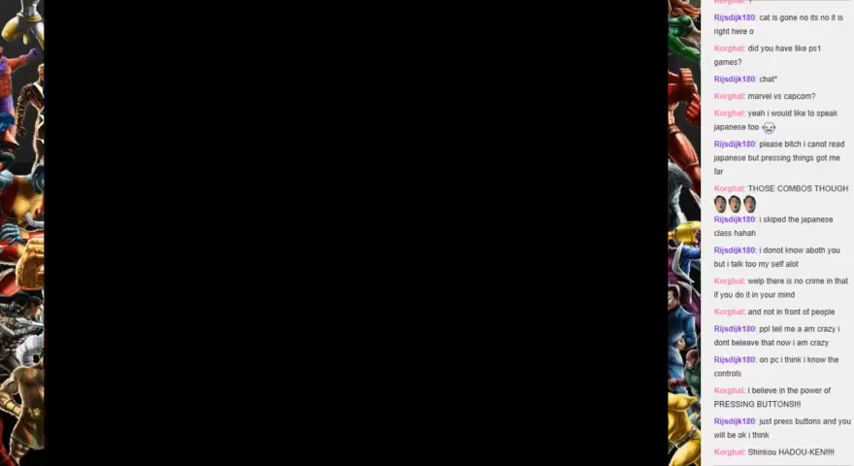 Korghal: ?
Rijsdijk180: cat is gone no its no it is
right here o
Korghal: did you have like ps1
games?
Rijsdijk180: chat*
Korghal: marvel vs capcom?
Korghal: yeah i would like to speak
japanese too
Rijsdijk180: please bitch i canot read
japanese but pressing things got me
far
Korghal: THOSE COMBOS THOUGH
Rijsdijk180: i skiped the japanese
class hahah
Rijsdijk180: i donot know aboth you
but i talk too my self alot
Korghal: welp there is no crime in that
if you do it in your mind
Korghal: and not in front of people
Rijsdijk180: ppl tell me a am crazy i
dont beleave that now i am crazy
Rijsdijk180: on pc i think i know the
controls
Korghal: i believe in the power of
PRESSING BUTTONS!!!
Rijsdijk180: just press buttons and you
will be ok i think
Korghal: Shinkou HADOU-KEN!!!!